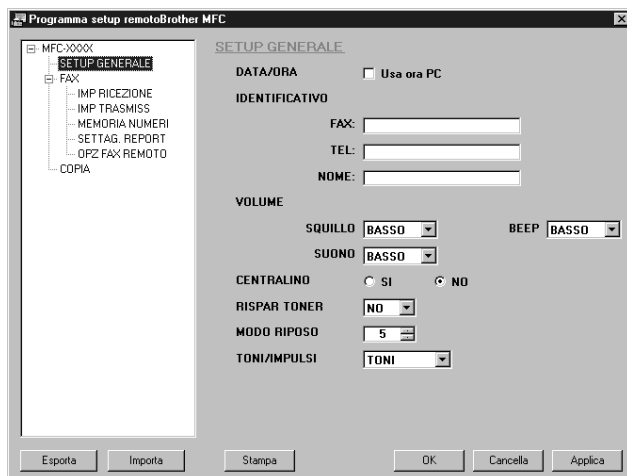 Programma setup remotoBrother MFC
MFC-XXXX
SETUP GENERALE
FAX
IMP RICEZIONE
IMP TRASMISS
MEMORIA NUMERI
SETTAG. REPORT
OPZ FAX REMOTO
COPIA
SETUP GENERALE
DATA/ORA Usa ora PC
IDENTIFICATIVO
FAX:
TEL:
NOME:
VOLUME
SQUILLO BASSO BEEP BASSO
SUONO BASSO
CENTRALINO SI NO
RISPAR TONER NO
MODO RIPOSO 5
TONI/IMPULSI TONI
Esporta Importa Stampa OK Cancella Applica